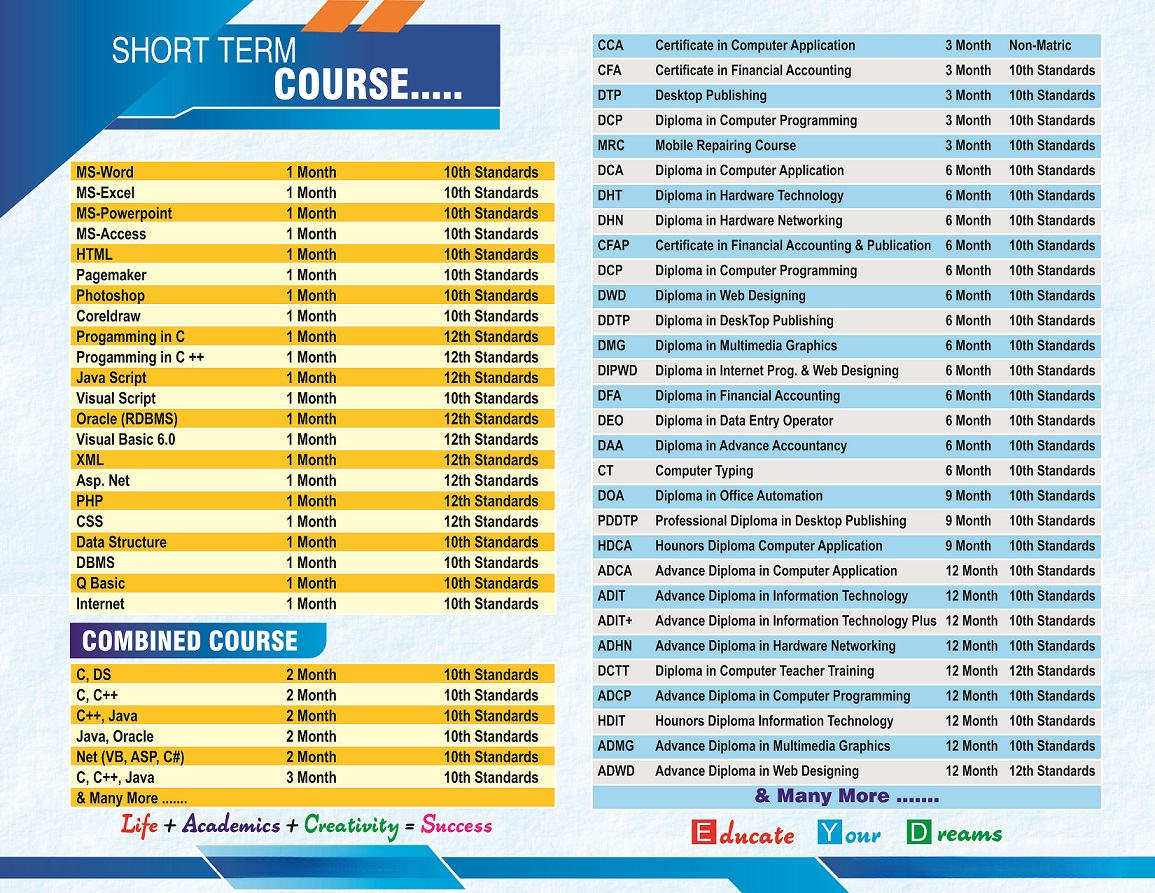 SHORT TERM
COURSE.....
MS-Word 1 Month 10th Standards
MS-Excel 1 Month 10th Standards
MS-Powerpoint 1 Month 10th Standards
MS-Access 1 Month 10th Standards
HTML 1 Month 10th Standards
Pagemaker 1 Month 10th Standards
Photoshop 1 Month 10th Standards
Coreldraw 1 Month 10th Standards
Progamming in C 1 Month 12th Standards
Progamming in C ++ 1 Month 12th Standards
Java Script 1 Month 12th Standards
Visual Script 1 Month 10th Standards
Oracle (RDBMS) 1 Month 12th Standards
Visual Basic 6.0 1 Month 12th Standards
XML 1 Month 12th Standards
Asp. Net 1 Month 12th Standards
PHP 1 Month 12th Standards
CSS 1 Month 12th Standards
Data Structure 1 Month 10th Standards
DBMS 1 Month 10th Standards
Q Basic 1 Month 10th Standards
Internet 1 Month 10th Standards
COMBINED COURSE
C, DS 2 Month 10th Standards
C, C++ 2 Month 10th Standards
C++, Java 2 Month 10th Standards
Java, Oracle 2 Month 10th Standards
Net (VB, ASP, C#) 2 Month 10th Standards
C, C++, Java 3 Month 10th Standards
& Many More .......
Life + Academics + Creativity = Success
CCA Certificate in Computer Application 3 Month Non-Matric
CFA Certificate in Financial Accounting 3 Month 10th Standards
DTP Desktop Publishing 3 Month 10th Standards
DCP Diploma in Computer Programming 3 Month 10th Standards
MRC Mobile Repairing Course 3 Month 10th Standards
DCA Diploma in Computer Application 6 Month 10th Standards
DHT Diploma in Hardware Technology 6 Month 10th Standards
DHN Diploma in Hardware Networking 6 Month 10th Standards
CFAP Certificate in Financial Accounting & Publication 6 Month 10th Standards
DCP Diploma in Computer Programming 6 Month 10th Standards
DWD Diploma in Web Designing 6 Month 10th Standards
DDTP Diploma in DeskTop Publishing 6 Month 10th Standards
DMG Diploma in Multimedia Graphics 6 Month 10th Standards
DIPWD Diploma in Internet Prog. & Web Designing 6 Month 10th Standards
DFA Diploma in Financial Accounting 6 Month 10th Standards
DEO Diploma in Data Entry Operator 6 Month 10th Standards
DAA Diploma in Advance Accountancy 6 Month 10th Standards
CT Computer Typing 6 Month 10th Standards
DOA Diploma in Office Automation 9 Month 10th Standards
PDDTP Professional Diploma in Desktop Publishing 9 Month 10th Standards
HDCA Hounors Diploma Computer Application 9 Month 10th Standards
ADCA Advance Diploma in Computer Application 12 Month 10th Standards
ADIT Advance Diploma in Information Technology 12 Month 10th Standards
ADIT+ Advance Diploma in Information Technology Plus 12 Month 10th Standards
ADHN Advance Diploma in Hardware Networking 12 Month 10th Standards
DCTT Diploma in Computer Teacher Training 12 Month 12th Standards
ADCP Advance Diploma in Computer Programming 12 Month 10th Standards
HDIT Hounors Diploma Information Technology 12 Month 10th Standards
ADMG Advance Diploma in Multimedia Graphics 12 Month 10th Standards
ADWD Advance Diploma in Web Designing 12 Month 12th Standards
& Many More .......
Educate Your Dreams